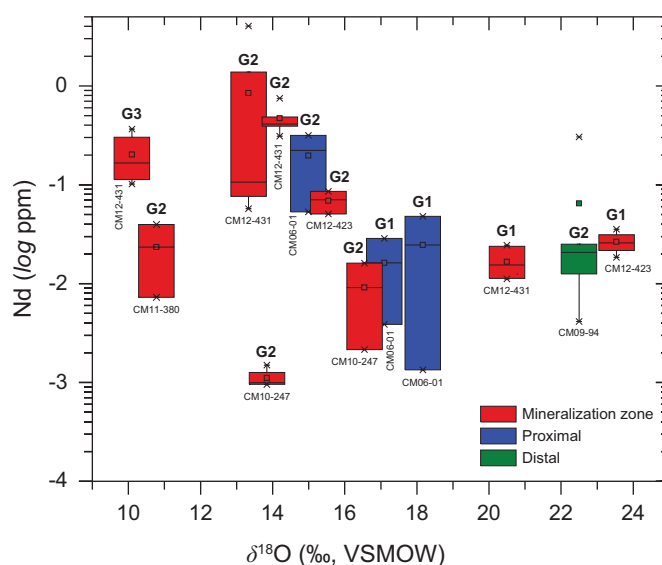 G2
G2
G3
G2
CM12-431
CM12-431
G2
CM12-431
CM06-01
CM12-423
G2
G1
G1
G1
G2
G1
CM12-423
CM11-380
CM12-431
CM09-94
CM10-247
CM06-01
CM06-01
G2
CM10-247
0
-1
-2
-3
-4
Nd (log ppm)
Mineralization zone
Proximal
Distal
10 12 14 16 18 20 22 24
δ18O (‰, VSMOW)